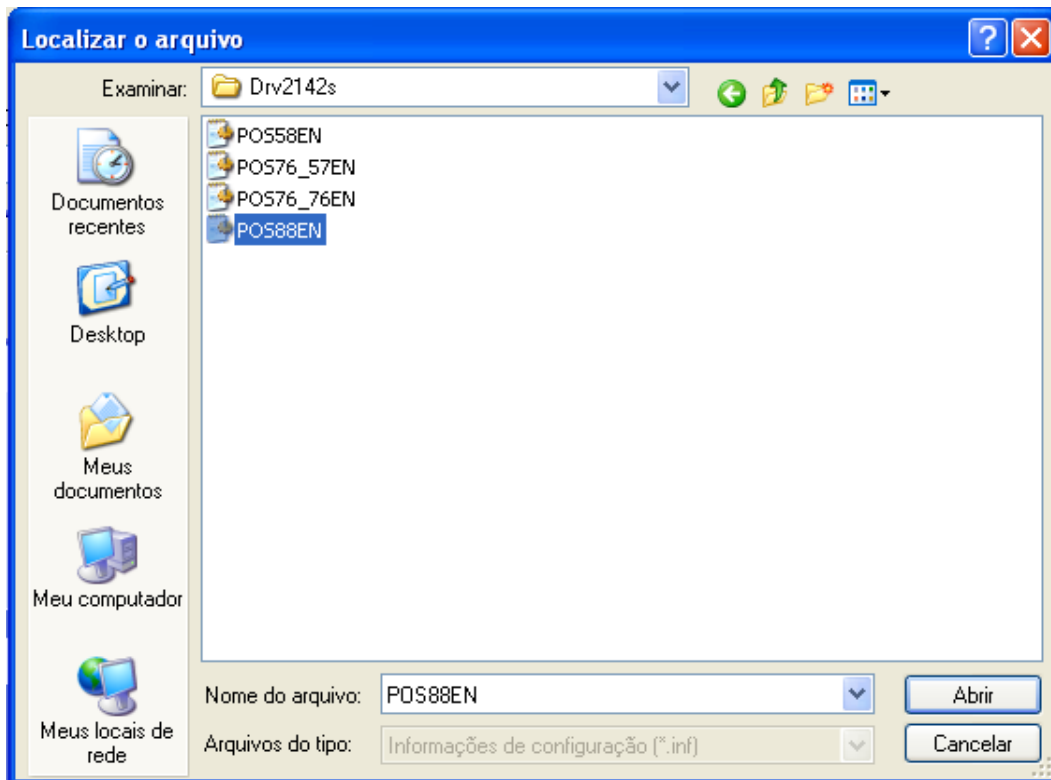 Localizar o arquivo
Examinar:
Drv2142s
POS58EN
POS76_57EN
POS76_76EN
POS88EN
Documentos
recentes
Desktop
Meus
documentos
Meu computador
Meus locais de
rede
Nome do arquivo:
POS88EN
Abrir
Arquivos do tipo:
Informações de configuração (*.inf)
Cancelar